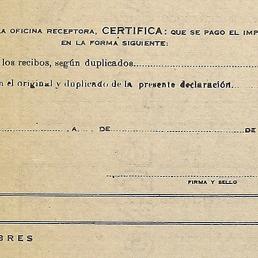 LA OFICINA RECEPTORA, CERTIFICA: QUE SE PAGO EL IMP
EN LA FORMA SIGUIENTE:
los recibos, según duplicados
n el original y duplicado de la presente declaración
A DE DE
FIRMA Y SELLO
BRES